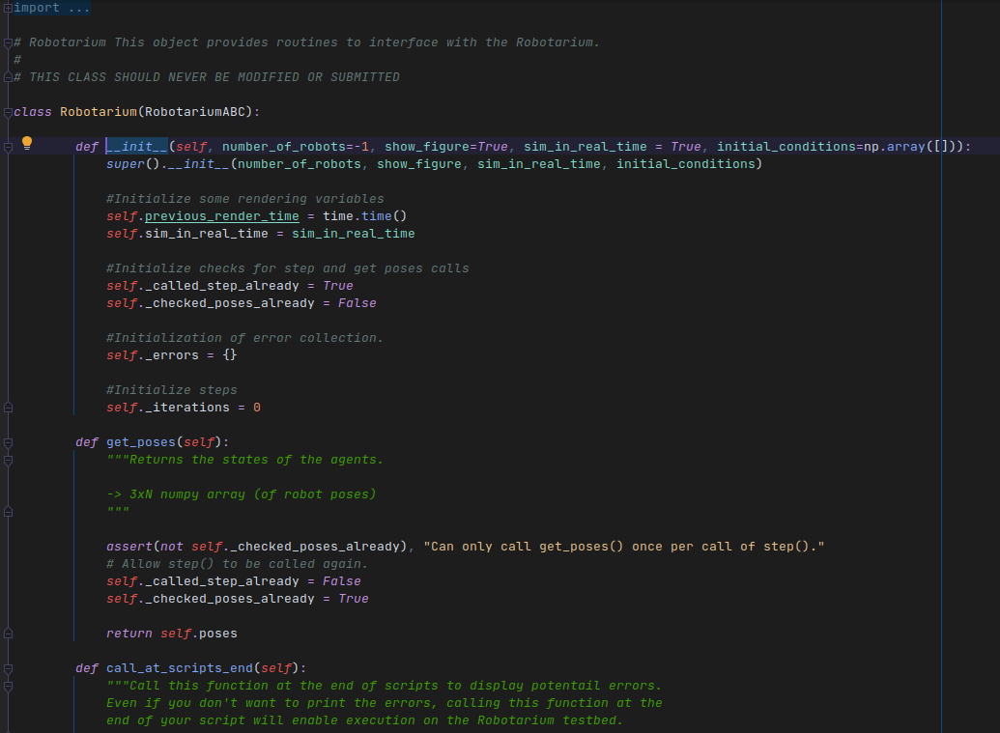 import ...
# Robotarium This object provides routines to interface with the Robotarium.
#
# THIS CLASS SHOULD NEVER BE MODIFIED OR SUBMITTED
class Robotarium(RobotariumABC):
def __init__(self, number_of_robots=-1, show_figure=True, sim_in_real_time = True, initial_conditions=np.array([])):
super().__init__(number_of_robots, show_figure, sim_in_real_time, initial_conditions)
#Initialize some rendering variables
self.previous_render_time = time.time()
self.sim_in_real_time = sim_in_real_time
#Initialize checks for step and get poses calls
self._called_step_already = True
self._checked_poses_already = False
#Initialization of error collection.
self._errors = {}
#Initialize steps
self._iterations = 0
def get_poses(self):
"""Returns the states of the agents.
-> 3xN numpy array (of robot poses)
"""
assert(not self._checked_poses_already), "Can only call get_poses() once per call of step()."
# Allow step() to be called again.
self._called_step_already = False
self._checked_poses_already = True
return self.poses
def call_at_scripts_end(self):
"""Call this function at the end of scripts to display potentail errors.
Even if you don't want to print the errors, calling this function at the
end of your script will enable execution on the Robotarium testbed.